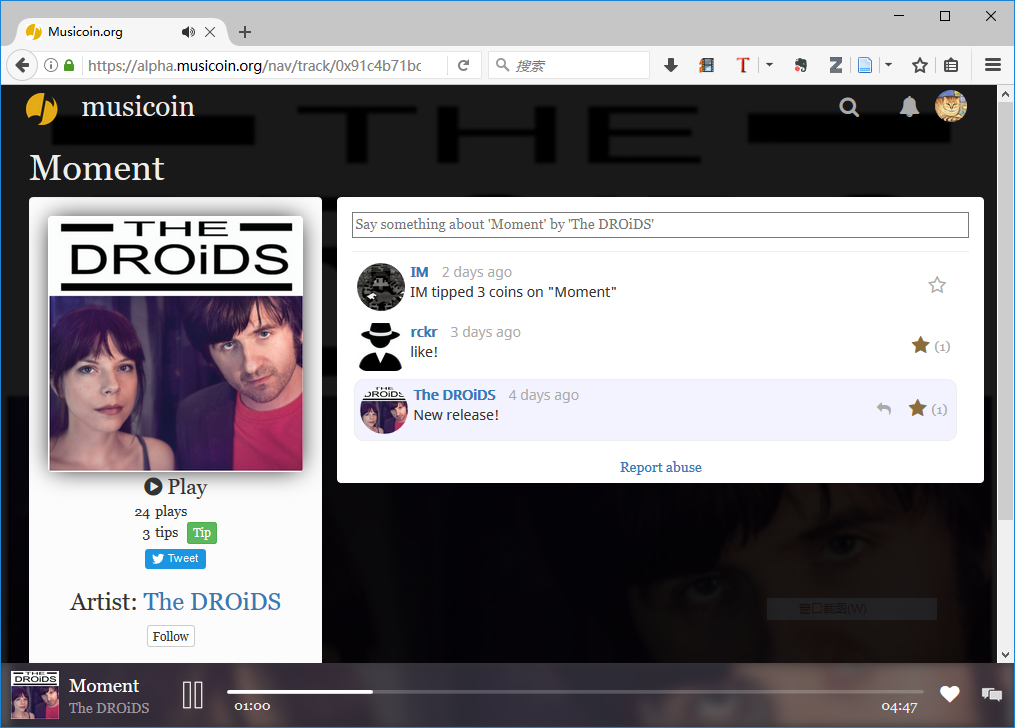 Musicoin.org
https://alpha.musicoin.org/nav/track/0x91c4b71bc
搜索
musicoin
Moment
THE
DROiDS
Play
24 plays
3 tips Tip
Tweet
Artist: The DROiDS
Follow
Say something about 'Moment' by 'The DROiDS'
IM 2 days ago
IM tipped 3 coins on "Moment"
rckr 3 days ago
like!
(1)
THE
DROiDS
The DROiDS 4 days ago
New release!
(1)
Report abuse
THE
窗口截图(W)
THE
DROiDS
Moment
The DROiDS
01:00
04:47